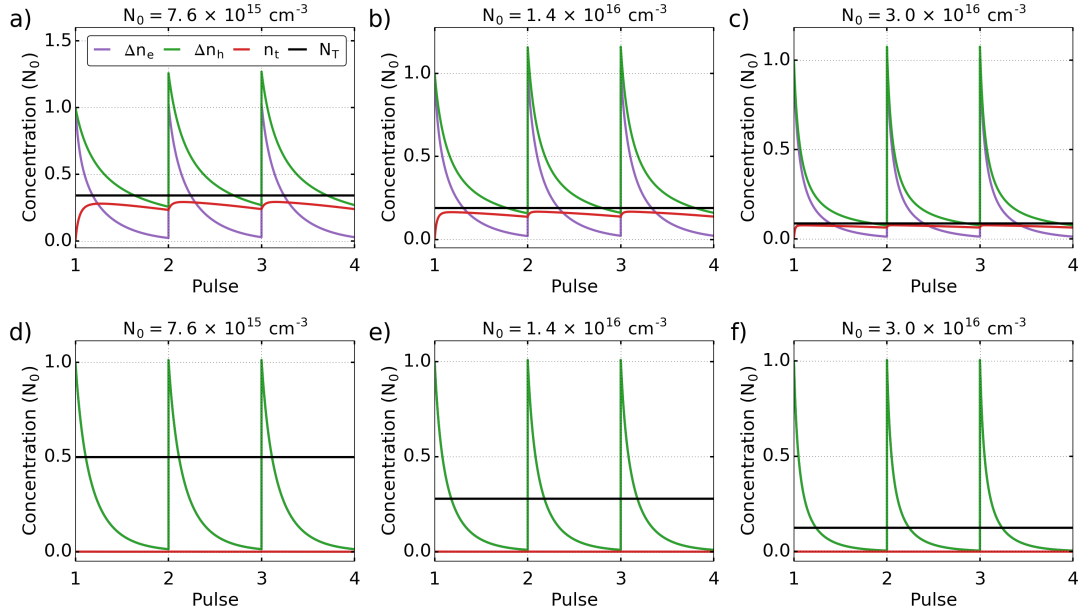 a) N₀ = 7.6 × 10¹⁵ cm⁻³
Concentration (N₀)
1.5
1.0
0.5
0.0
Δnₑ Δnₕ nₜ N_T
1 2 3 4
Pulse
b) N₀ = 1.4 × 10¹⁶ cm⁻³
Concentration (N₀)
1.0
0.5
0.0
1 2 3 4
Pulse
c) N₀ = 3.0 × 10¹⁶ cm⁻³
Concentration (N₀)
1.0
0.5
0.0
1 2 3 4
Pulse
d) N₀ = 7.6 × 10¹⁵ cm⁻³
Concentration (N₀)
1.0
0.5
0.0
1 2 3 4
Pulse
e) N₀ = 1.4 × 10¹⁶ cm⁻³
Concentration (N₀)
1.0
0.5
0.0
1 2 3 4
Pulse
f) N₀ = 3.0 × 10¹⁶ cm⁻³
Concentration (N₀)
1.0
0.5
0.0
1 2 3 4
Pulse